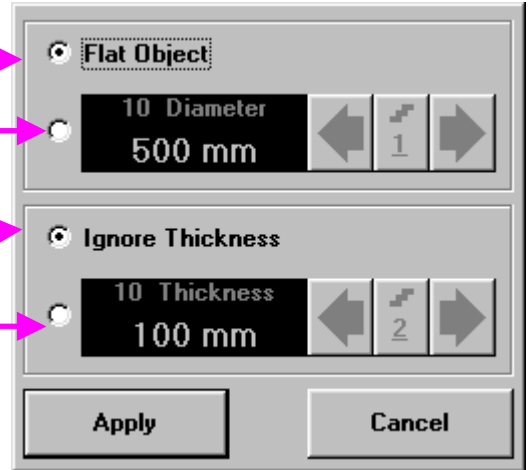 Flat Object
10 Diameter
500 mm
1
Ignore Thickness
10 Thickness
100 mm
2
Apply
Cancel